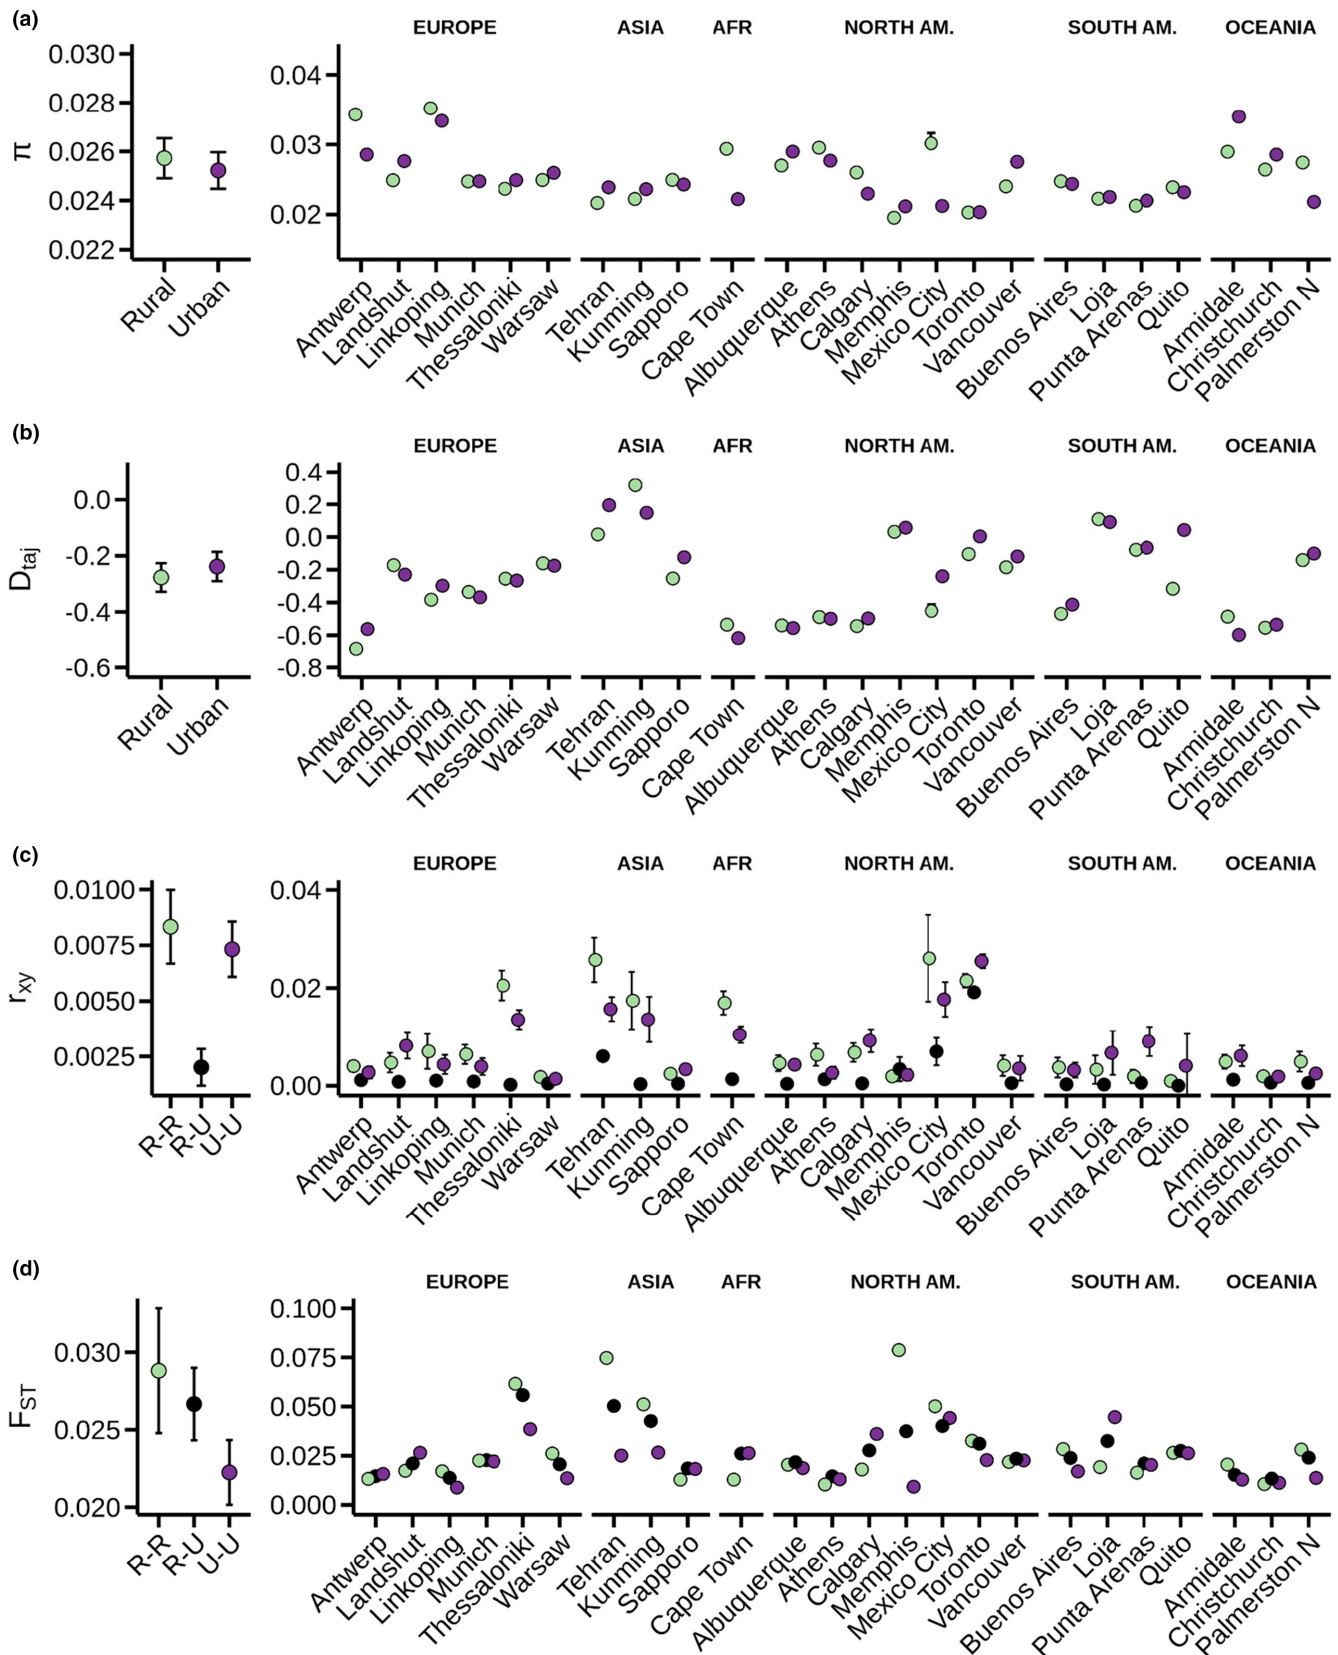 (a)
EUROPE ASIA AFR NORTH AM. SOUTH AM. OCEANIA
π
0.030
0.028
0.026
0.024
0.022
Rural
Urban
0.04
0.03
0.02
Antwerp
Landshut
Linkoping
Munich
Thessaloniki
Warsaw
Tehran
Kunming
Sapporo
Cape Town
Albuquerque
Athens
Calgary
Memphis
Mexico City
Toronto
Vancouver
Buenos Aires
Loja
Punta Arenas
Quito
Armidale
Christchurch
Palmerston N
(b)
EUROPE ASIA AFR NORTH AM. SOUTH AM. OCEANIA
Dtaj
0.0
-0.2
-0.4
-0.6
Rural
Urban
0.4
0.2
0.0
-0.2
-0.4
-0.6
-0.8
Antwerp
Landshut
Linkoping
Munich
Thessaloniki
Warsaw
Tehran
Kunming
Sapporo
Cape Town
Albuquerque
Athens
Calgary
Memphis
Mexico City
Toronto
Vancouver
Buenos Aires
Loja
Punta Arenas
Quito
Armidale
Christchurch
Palmerston N
(c)
EUROPE ASIA AFR NORTH AM. SOUTH AM. OCEANIA
rxy
0.0100
0.0075
0.0050
0.0025
R-R
R-U
U-U
0.04
0.02
0.00
Antwerp
Landshut
Linkoping
Munich
Thessaloniki
Warsaw
Tehran
Kunming
Sapporo
Cape Town
Albuquerque
Athens
Calgary
Memphis
Mexico City
Toronto
Vancouver
Buenos Aires
Loja
Punta Arenas
Quito
Armidale
Christchurch
Palmerston N
(d)
EUROPE ASIA AFR NORTH AM. SOUTH AM. OCEANIA
FST
0.030
0.025
0.020
R-R
R-U
U-U
0.100
0.075
0.050
0.025
0.000
Antwerp
Landshut
Linkoping
Munich
Thessaloniki
Warsaw
Tehran
Kunming
Sapporo
Cape Town
Albuquerque
Athens
Calgary
Memphis
Mexico City
Toronto
Vancouver
Buenos Aires
Loja
Punta Arenas
Quito
Armidale
Christchurch
Palmerston N